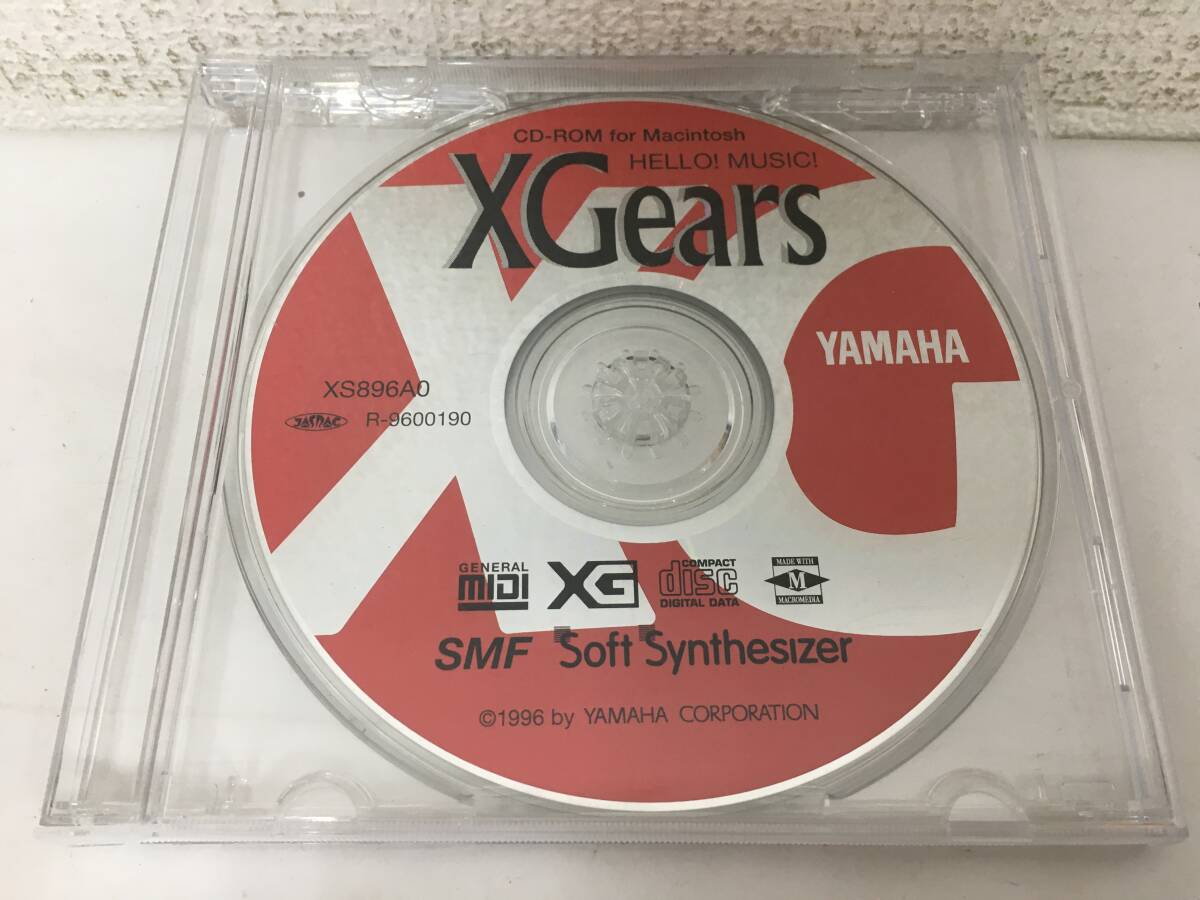 CD-ROM for Macintosh
HELLO! MUSIC!
XGears
YAMAHA
XS896A0
JASRAC R-9600190
GENERAL MIDI
XG
COMPACT disc DIGITAL DATA
MADE WITH M MACROMEDIA
SMF Soft Synthesizer
©1996 by YAMAHA CORPORATION